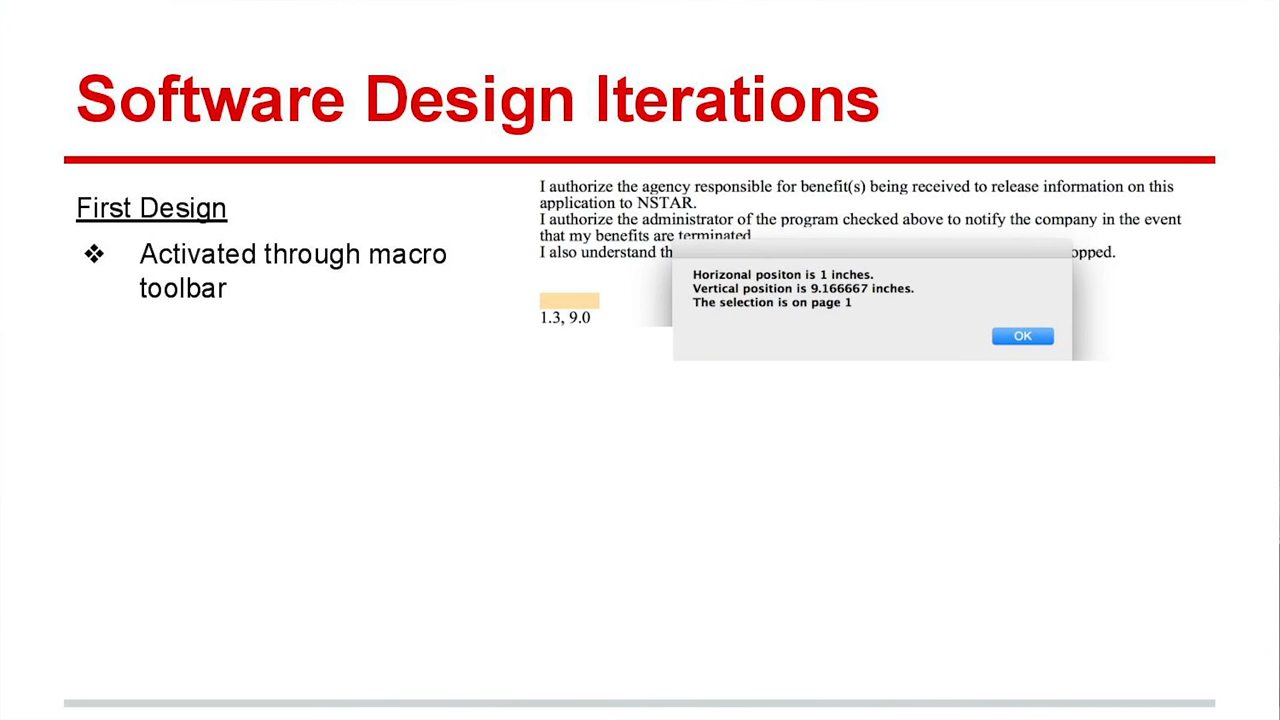 Software Design Iterations
First Design
❖ Activated through macro
toolbar
I authorize the agency responsible for benefit(s) being received to release information on this
application to NSTAR.
I authorize the administrator of the program checked above to notify the company in the event
that my benefits are terminated
I also understand th
opped.
Horizonal positon is 1 inches.
Vertical position is 9.166667 inches.
The selection is on page 1
OK
1.3, 9.0